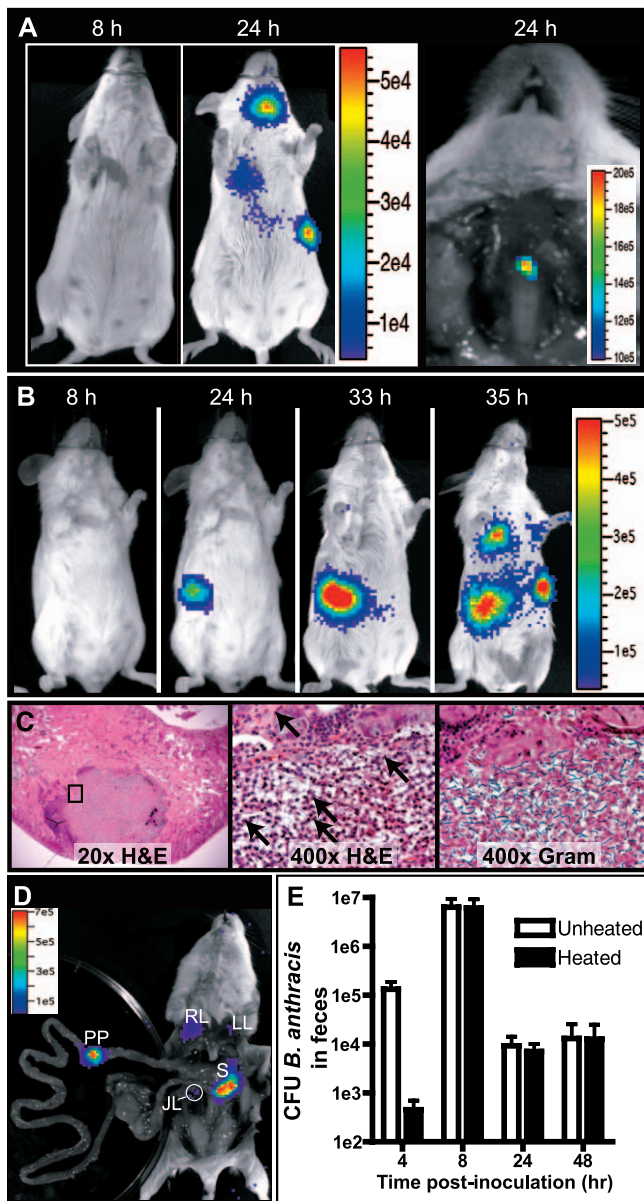 A
8 h
24 h
24 h
5e4
4e4
3e4
2e4
1e4
20e5
18e5
16e5
14e5
12e5
10e5
B
8 h
24 h
33 h
35 h
5e5
4e5
3e5
2e5
1e5
C
20x H&E
400x H&E
400x Gram
D
7e5
5e5
3e5
1e5
PP
RL
LL
S
JL
E
CFU B. anthracis
in feces
1e7
1e6
1e5
1e4
1e3
1e2
Unheated
Heated
4
8
24
48
Time post-inoculation (hr)